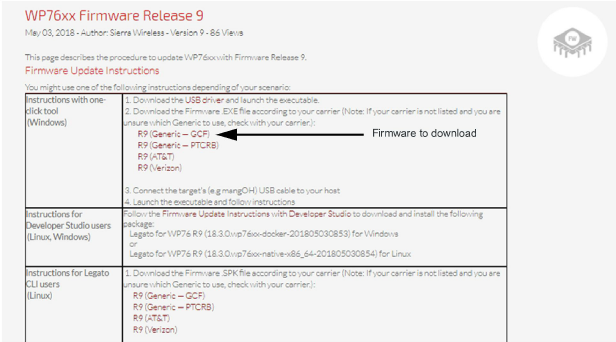 WP76xx Firmware Release 9
FW
May 03, 2018 - Author: Sierra Wireless - Version 9 - 86 Views
This page describes the procedure to update WP76xx with Firmware Release 9.
Firmware Update Instructions
You might use one of the following instructions depending of your scenario:
Instructions with one-
click tool
(Windows)
1. Download the USB driver and launch the executable.
2. Download the Firmware .EXE file according to your carrier (Note: If your carrier is not listed and you are
unsure which Generic to use, check with your carrier.):
R9 (Generic – GCF)
Firmware to download
R9 (Generic – PTCRB)
R9 (AT&T)
R9 (Verizon)
3. Connect the target's (e.g mangOH) USB cable to your host
4. Launch the executable and follow instructions
Instructions for
Developer Studio users
(Linux, Windows)
Follow the Firmware Update Instructions with Developer Studio to download and install the following
package:
Legato for WP76 R9 (18.3.0.wp76xx-docker-201805030853) for Windows
or
Legato for WP76 R9 (18.3.0.wp76xx-native-x86_64-201805030854) for Linux
Instructions for Legato
CLI users
(Linux)
1. Download the Firmware .SPK file according to your carrier (Note: If your carrier is not listed and you are
unsure which Generic to use, check with your carrier.):
R9 (Generic – GCF)
R9 (Generic – PTCRB)
R9 (AT&T)
R9 (Verizon)